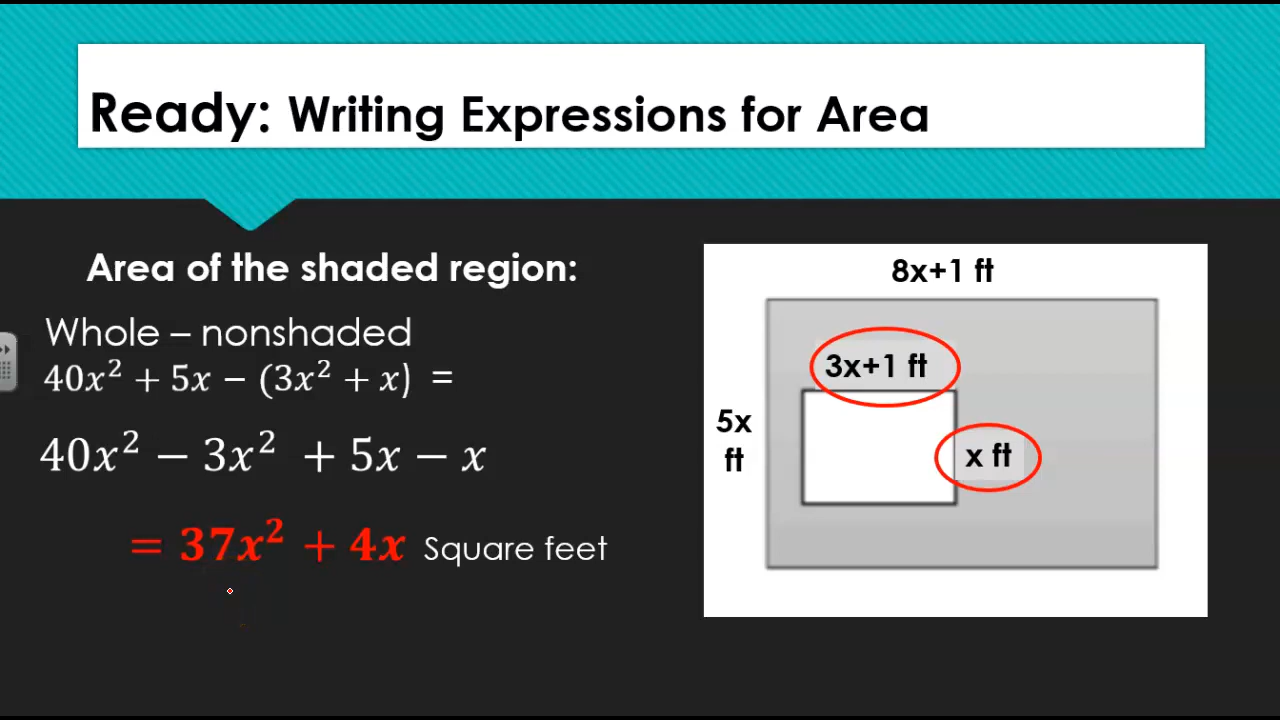 Ready: Writing Expressions for Area
Area of the shaded region:
Whole – nonshaded
40x² + 5x − (3x² + x) =
40x² − 3x² + 5x − x
= 37x² + 4x Square feet
8x+1 ft
3x+1 ft
5x
ft
x ft